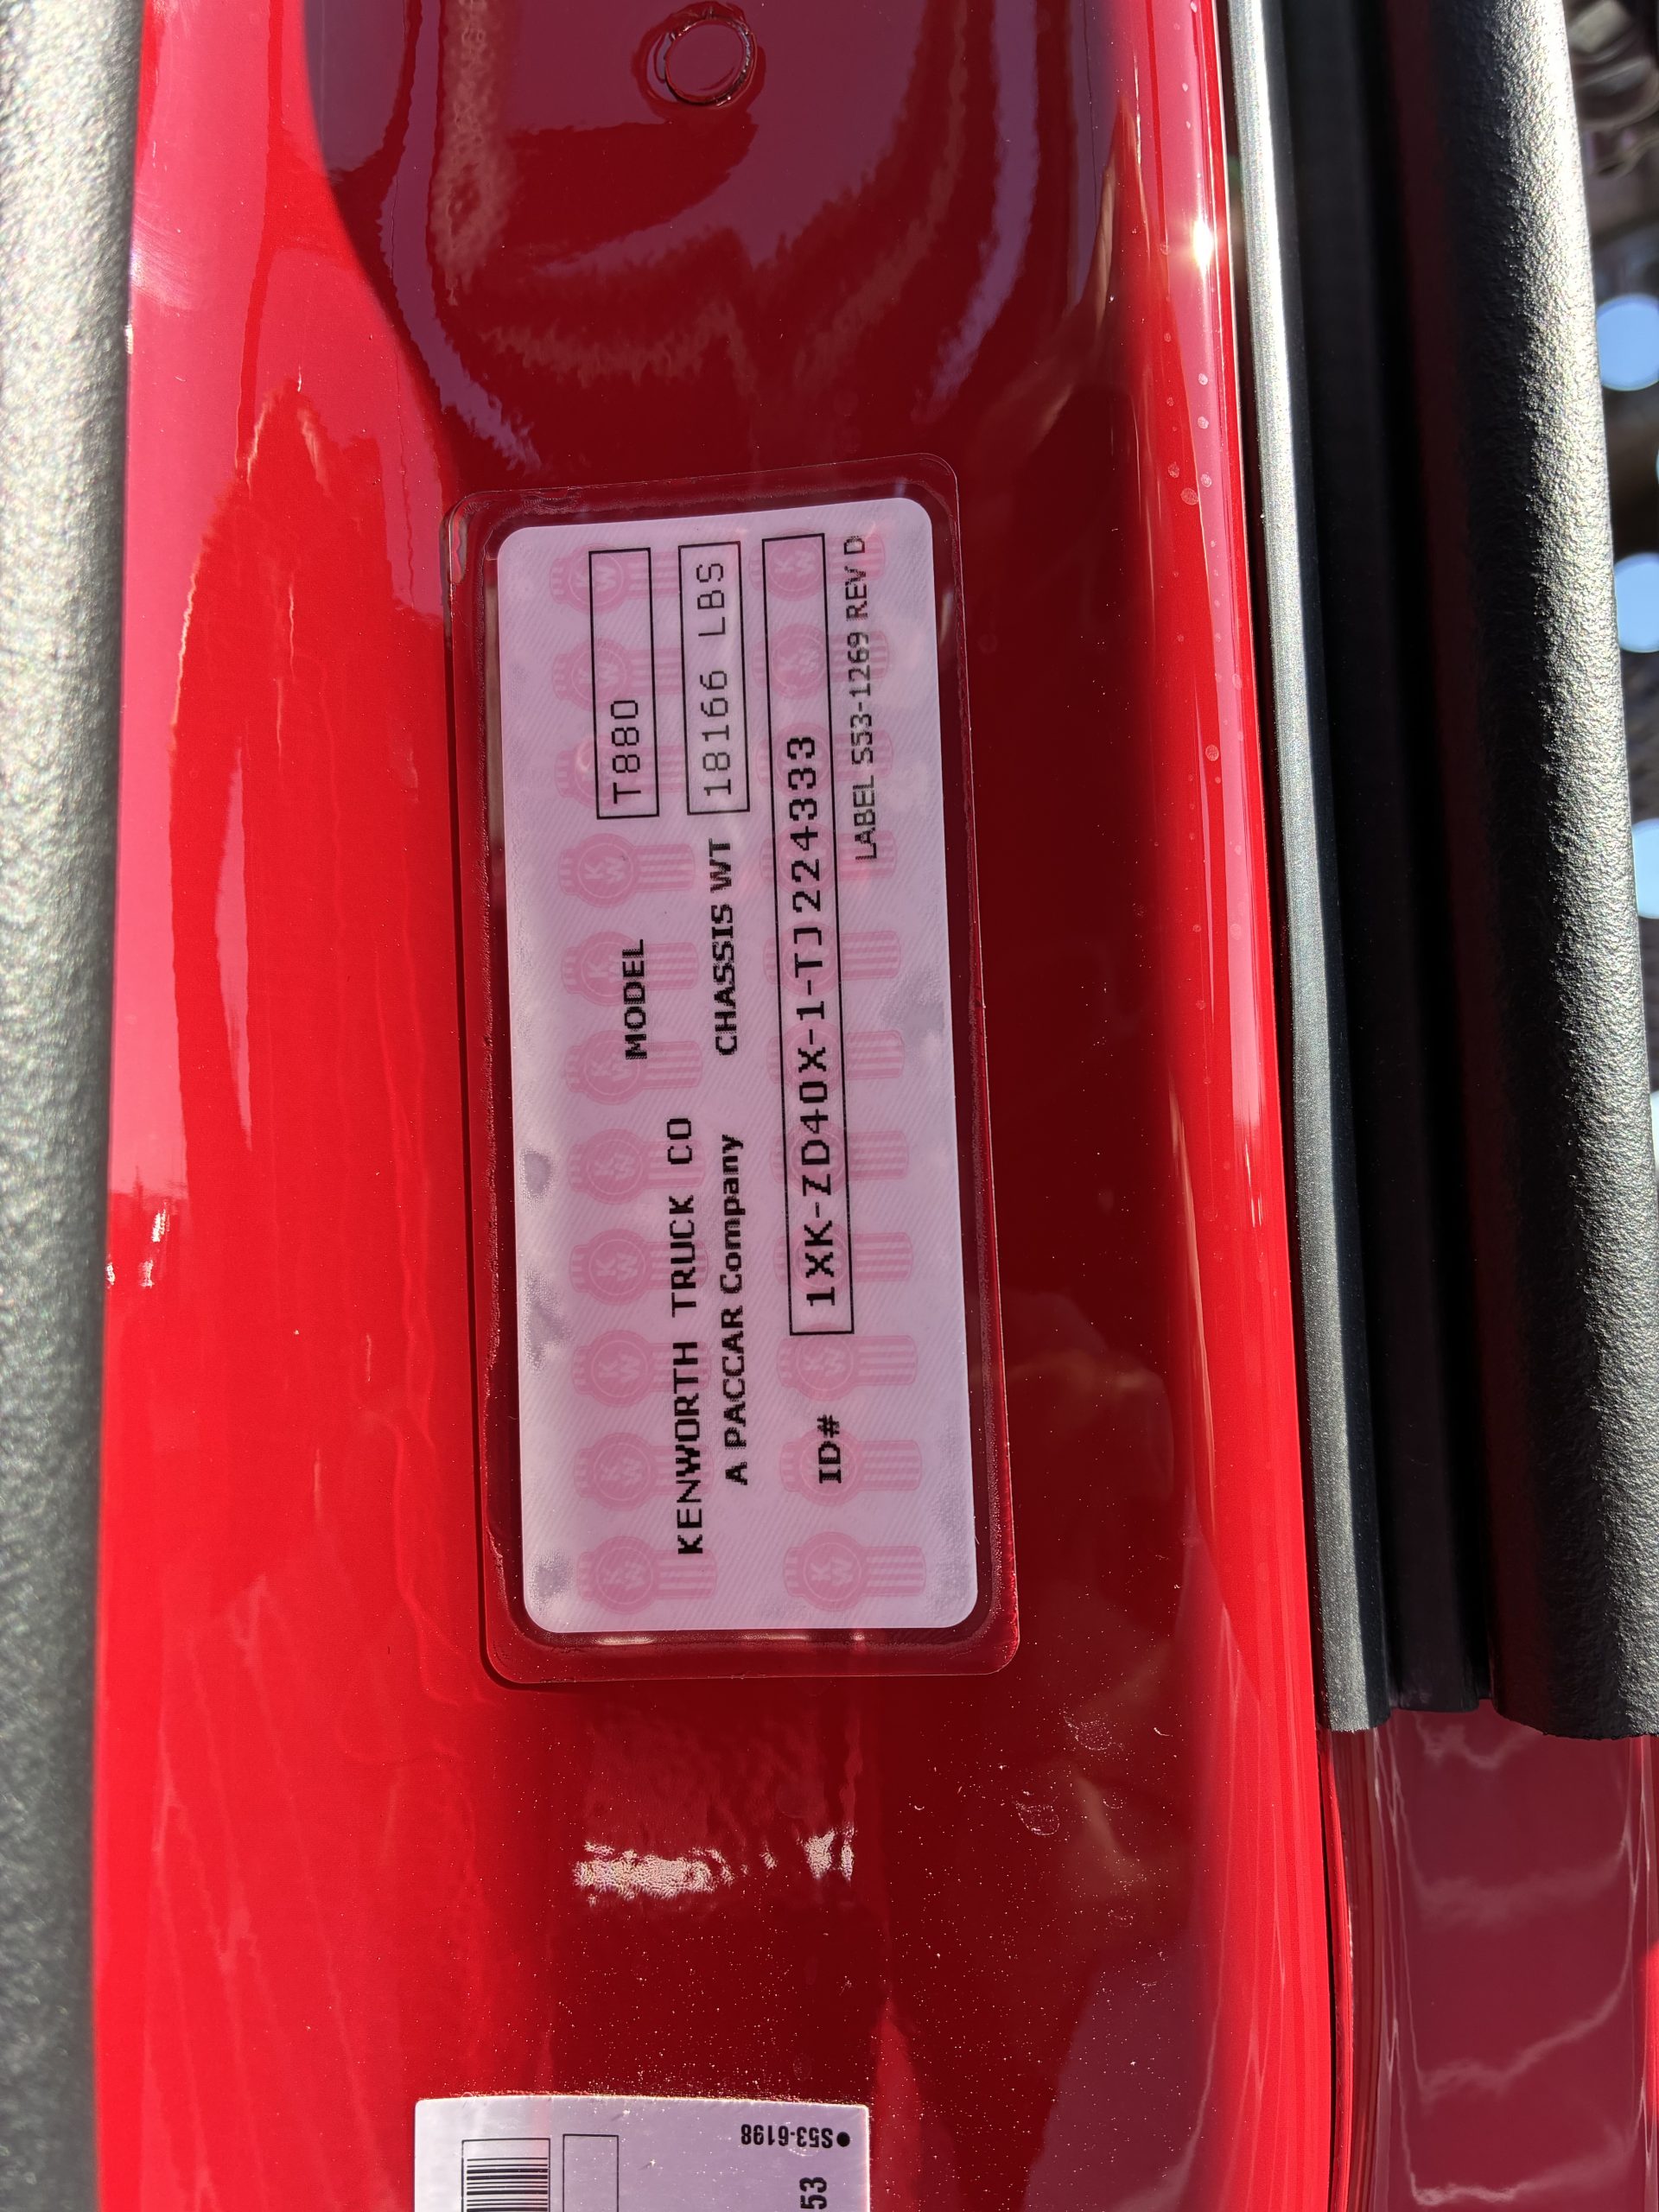 MODEL T880
KENWORTH TRUCK CO
A PACCAR Company
CHASSIS WT 18166 LBS
ID# 1XK-ZD40X-1-TJ224333
LABEL S53-1269 REV D
S53-6198
53